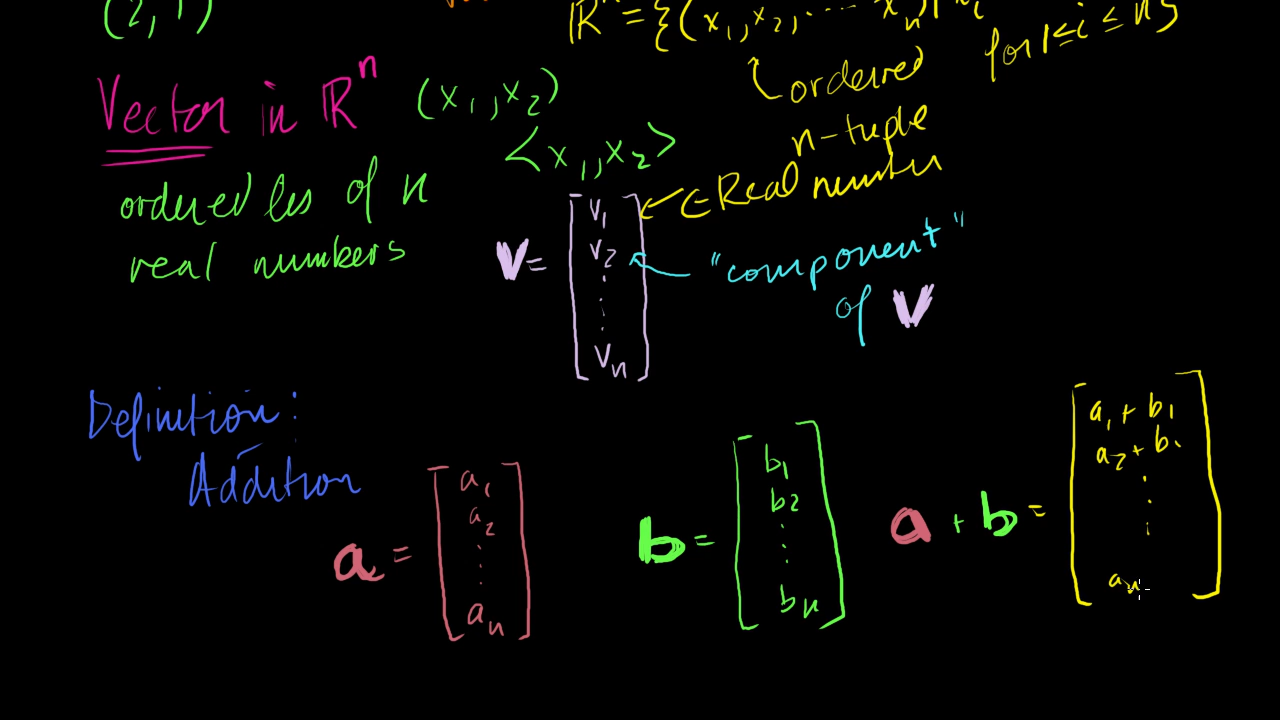 (2, 1)
ℝⁿ = {(x₁, x₂, ···· xₙ) |
for 1 ≤ i ≤ n}
ordered
n-tuple
Vector in ℝⁿ (x₁, x₂)
<x₁, x₂>
ordered lis of n
real numbers
∈ Real number
V = [v₁
v₂
⋮
vₙ]
"component"
of V
Definition:
Addition
a = [a₁
a₂
⋮
aₙ]
b = [b₁
b₂
⋮
bₙ]
a + b = [a₁ + b₁
a₂ + b
⋮
aₙ]